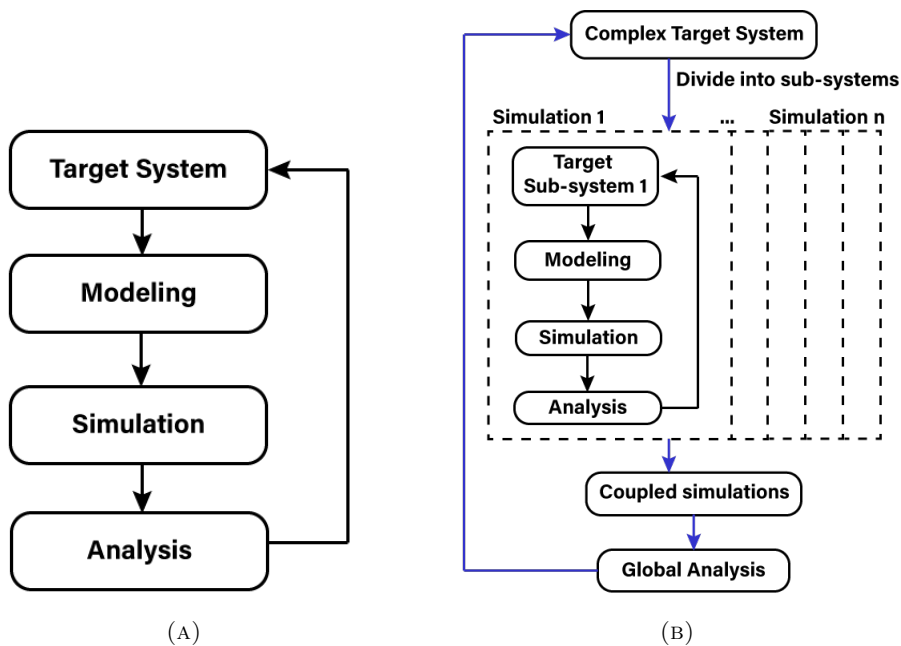 Target System
Modeling
Simulation
Analysis
(A)
Complex Target System
Divide into sub-systems
Simulation 1 ... Simulation n
Target
Sub-system 1
Modeling
Simulation
Analysis
Coupled simulations
Global Analysis
(B)